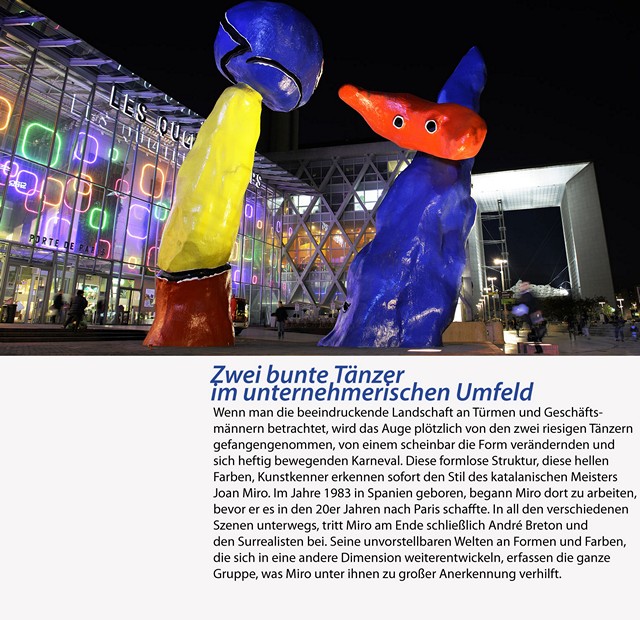 LES QU
PORTE DE PA
2012
Zwei bunte Tänzer
im unternehmerischen Umfeld
Wenn man die beeindruckende Landschaft an Türmen und Geschäfts-
männern betrachtet, wird das Auge plötzlich von den zwei riesigen Tänzern
gefangengenommen, von einem scheinbar die Form verändernden und
sich heftig bewegenden Karneval. Diese formlose Struktur, diese hellen
Farben, Kunstkenner erkennen sofort den Stil des katalanischen Meisters
Joan Miro. Im Jahre 1983 in Spanien geboren, begann Miro dort zu arbeiten,
bevor er es in den 20er Jahren nach Paris schaffte. In all den verschiedenen
Szenen unterwegs, tritt Miro am Ende schließlich André Breton und
den Surrealisten bei. Seine unvorstellbaren Welten an Formen und Farben,
die sich in eine andere Dimension weiterentwickeln, erfassen die ganze
Gruppe, was Miro unter ihnen zu großer Anerkennung verhilft.